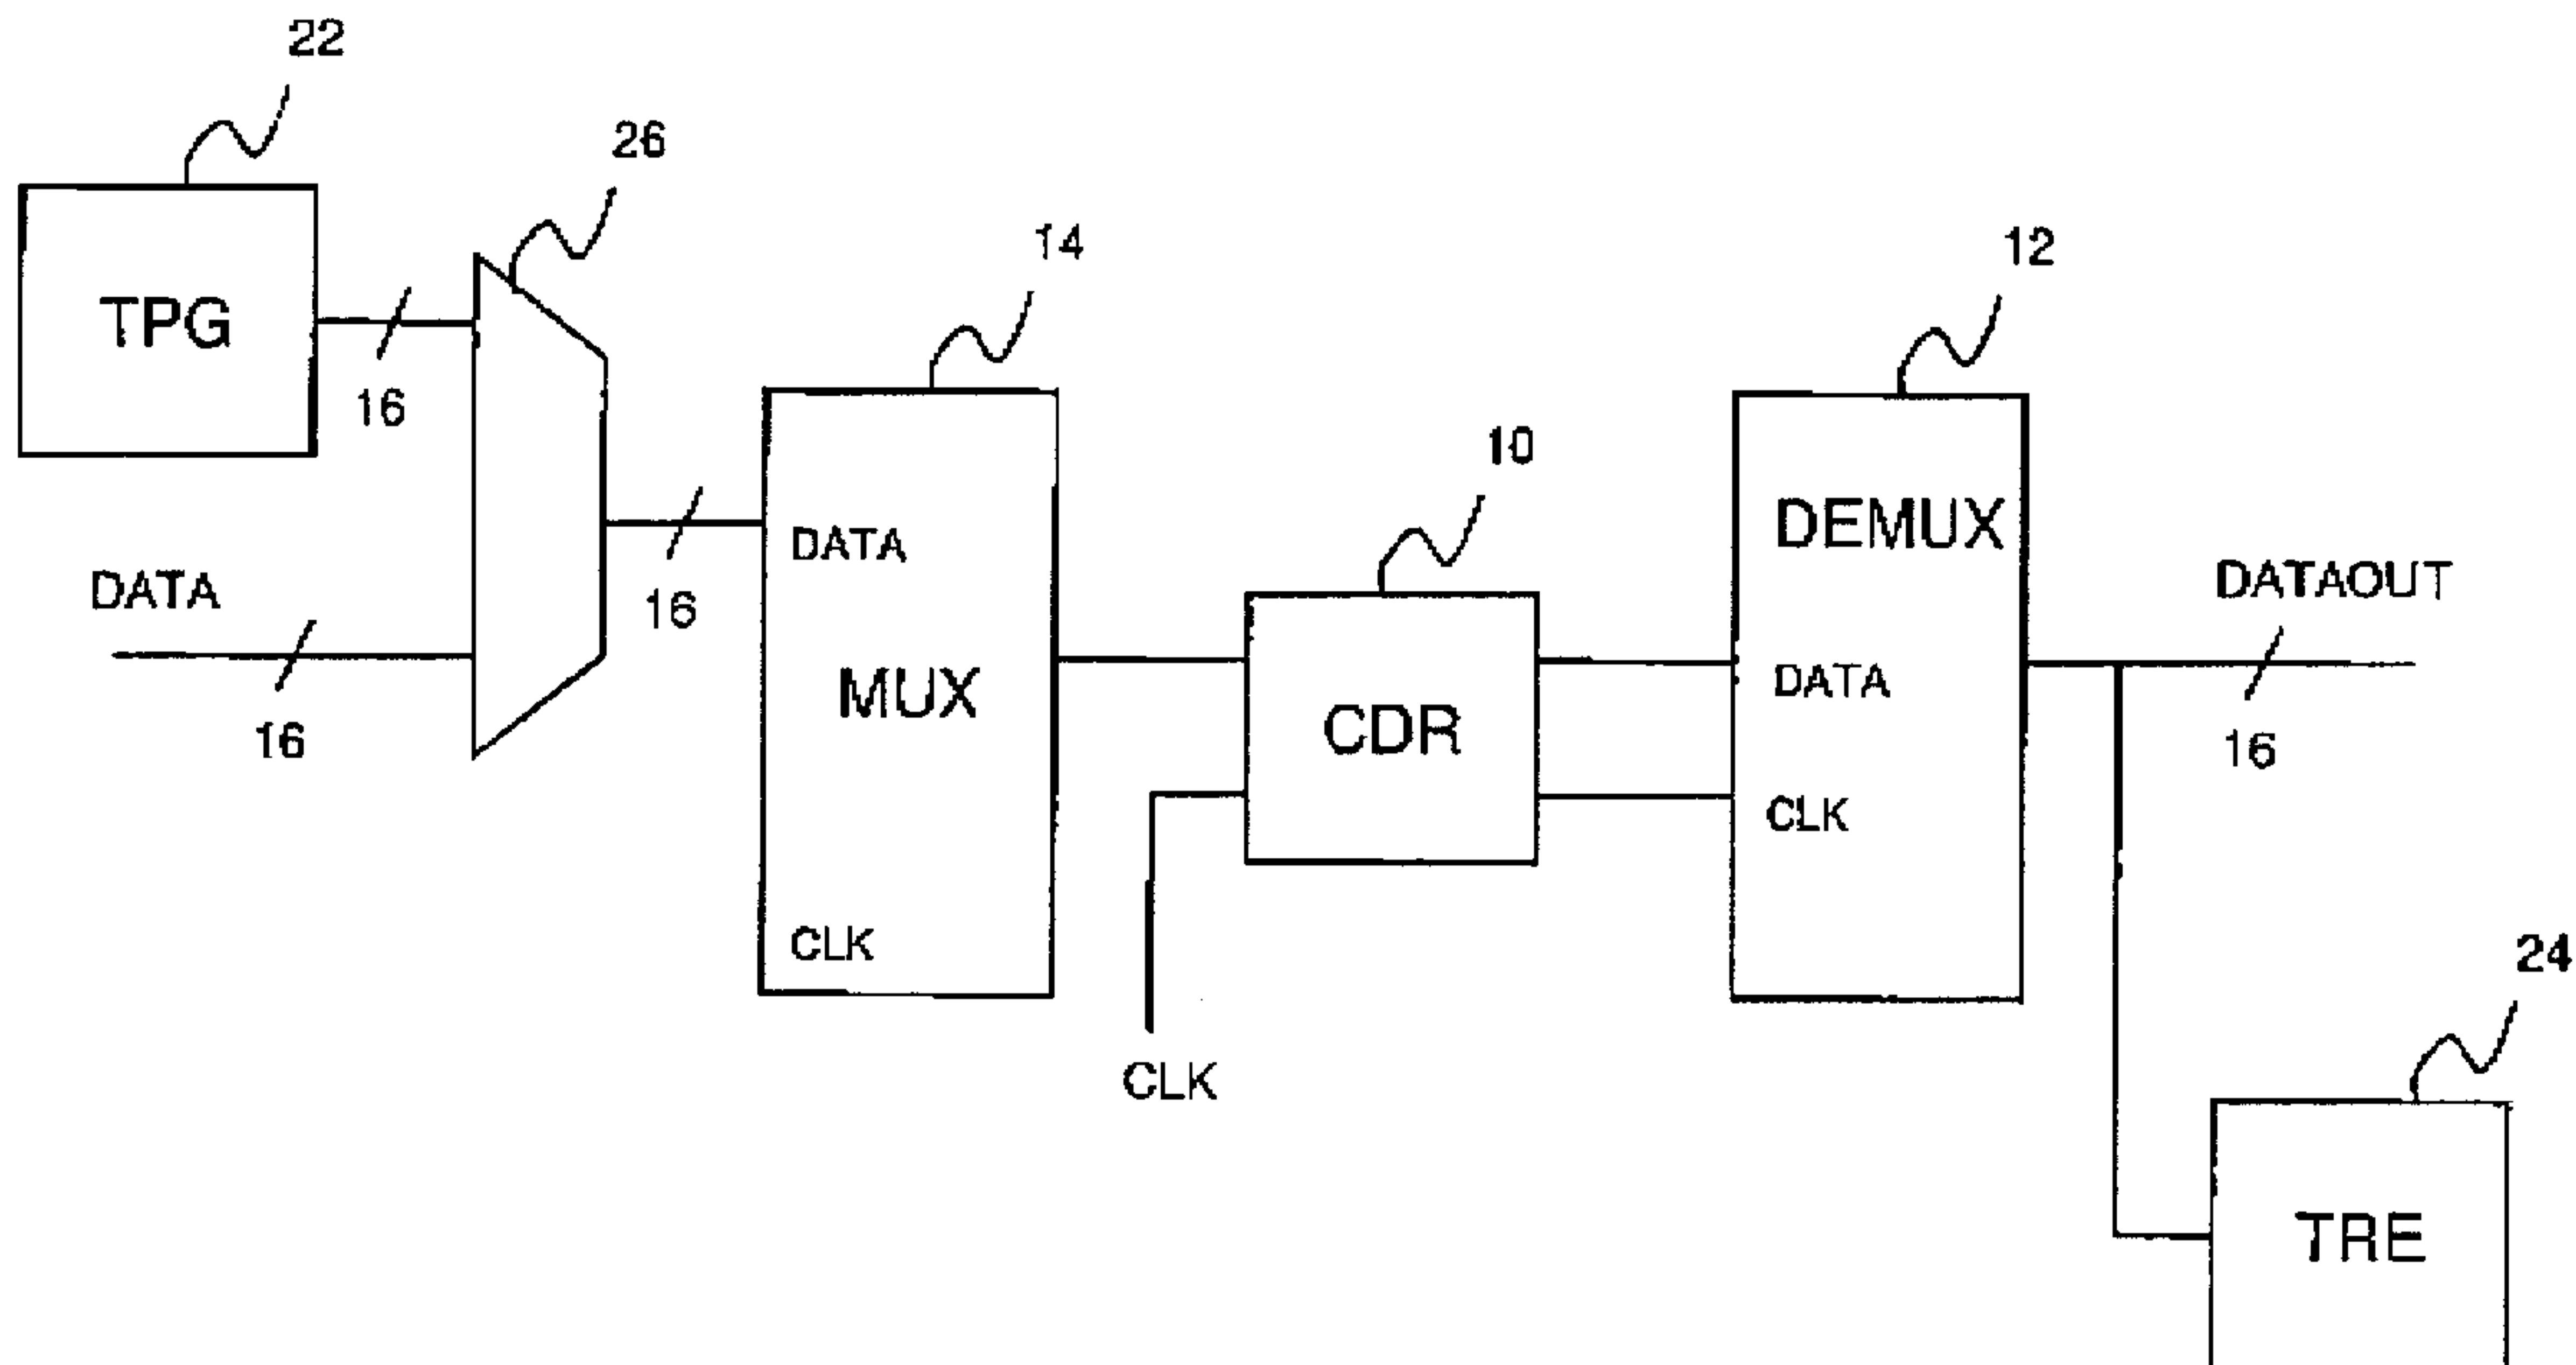 22
26
14
12
TPG
16
10
DATA
DEMUX
DATA
16
DATAOUT
16
MUX
CDR
DATA
16
CLK
CLK
24
CLK
TRE